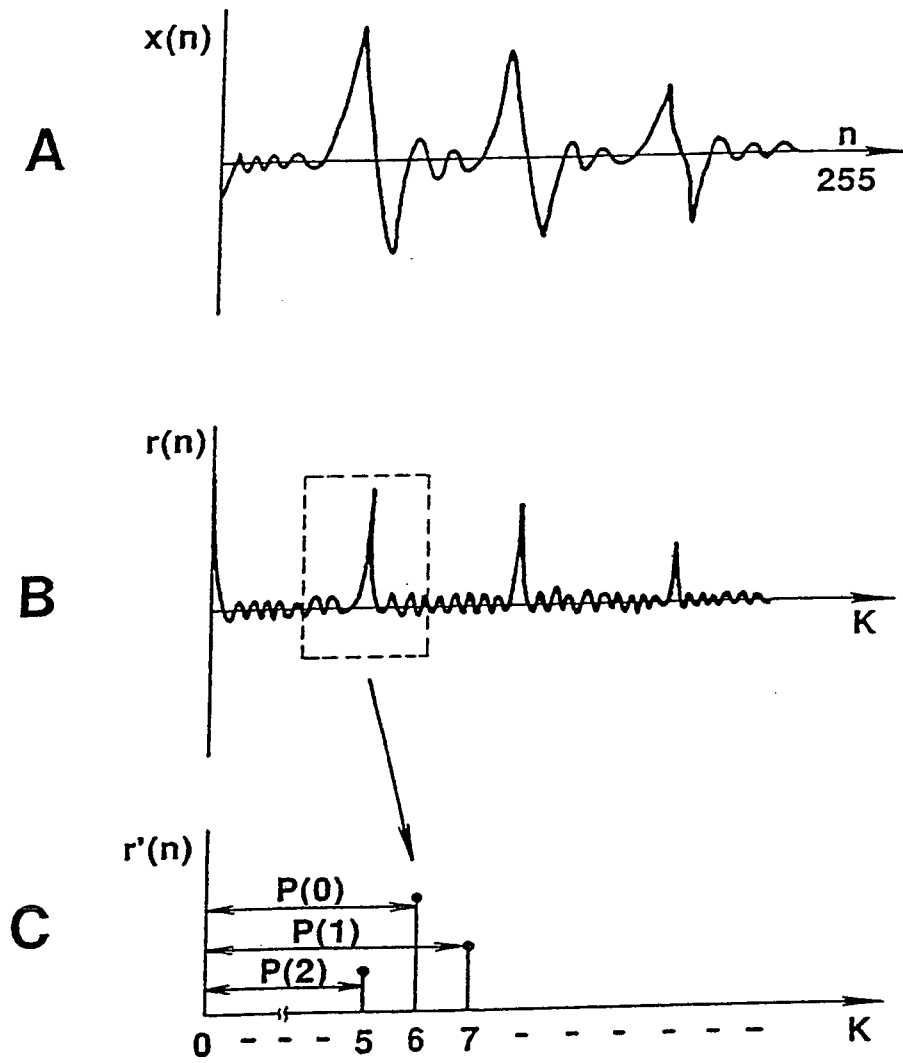 x(n)
A
n
255
r(n)
B
K
r'(n)
C
P(0)
P(1)
P(2)
0 - - - 5 6 7 - - - - - - K